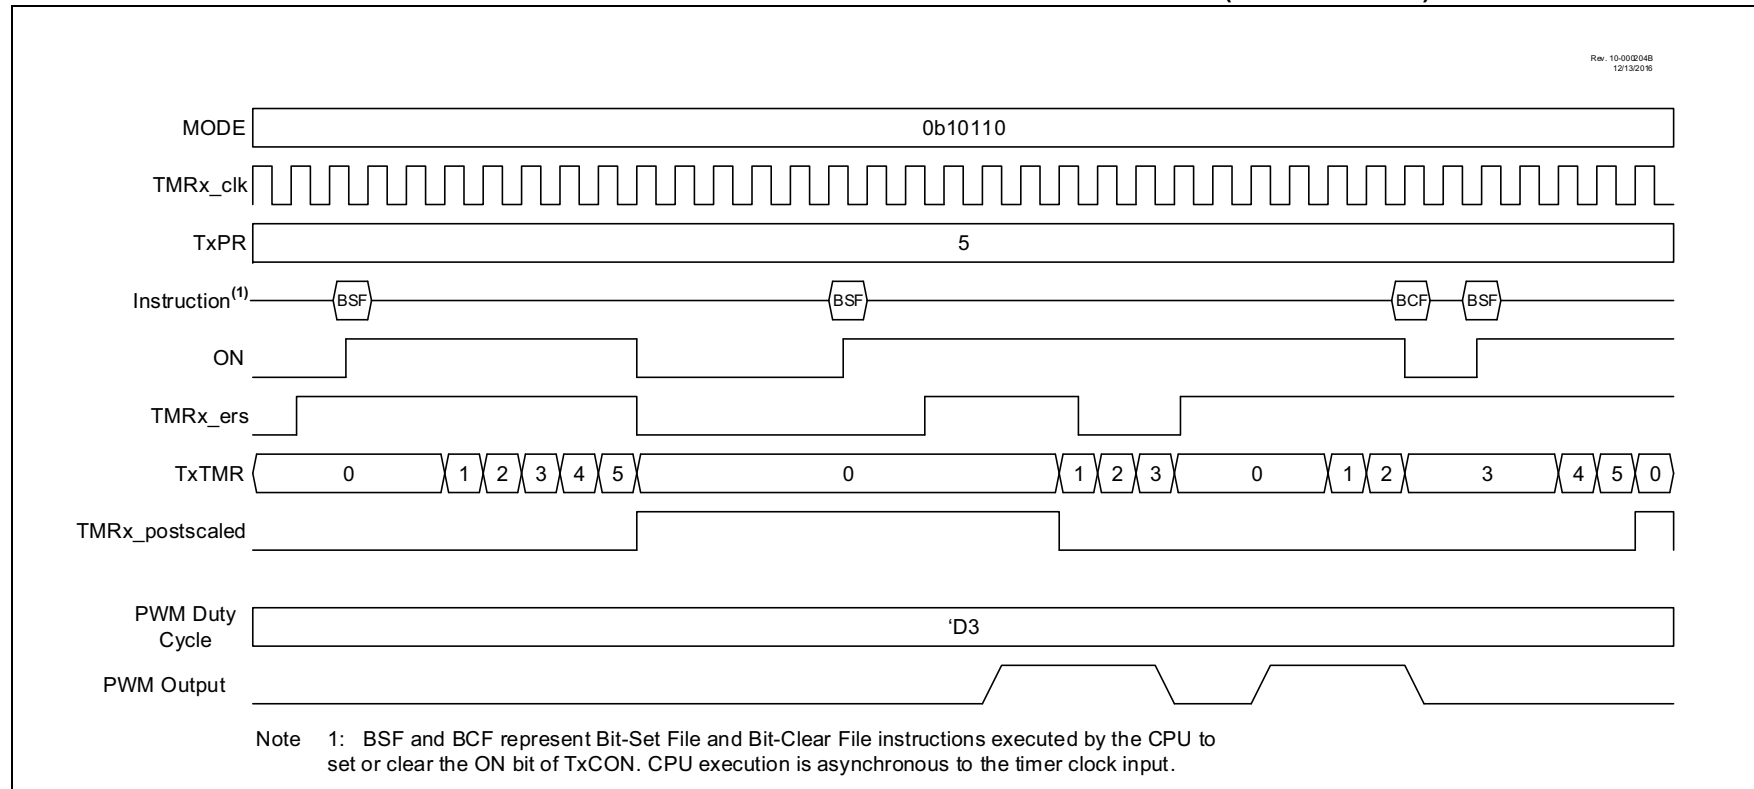 Rev. 10-000204B
12/13/2016
MODE 0b10110
TMRx_clk
TxPR 5
Instruction(1) BSF BSF BCF BSF
ON
TMRx_ers
TxTMR 0 1 2 3 4 5 0 1 2 3 0 1 2 3 4 5 0
TMRx_postscaled
PWM Duty
Cycle 'D3
PWM Output
Note 1: BSF and BCF represent Bit-Set File and Bit-Clear File instructions executed by the CPU to
set or clear the ON bit of TxCON. CPU execution is asynchronous to the timer clock input.